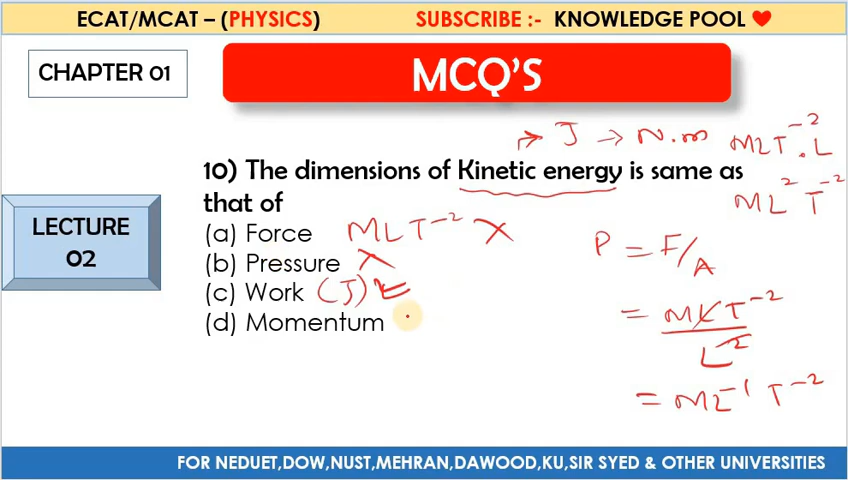 ECAT/MCAT – (PHYSICS) SUBSCRIBE :- KNOWLEDGE POOL ❤
CHAPTER 01
MCQ'S
J → N.m MLT⁻² . L
10) The dimensions of Kinetic energy is same as
that of
ML² T⁻²
LECTURE
02
(a) Force MLT⁻² X
(b) Pressure X
(c) Work (J)
(d) Momentum
P = F/A
= MLT⁻²
L²
= ML⁻¹ T⁻²
FOR NEDUET,DOW,NUST,MEHRAN,DAWOOD,KU,SIR SYED & OTHER UNIVERSITIES